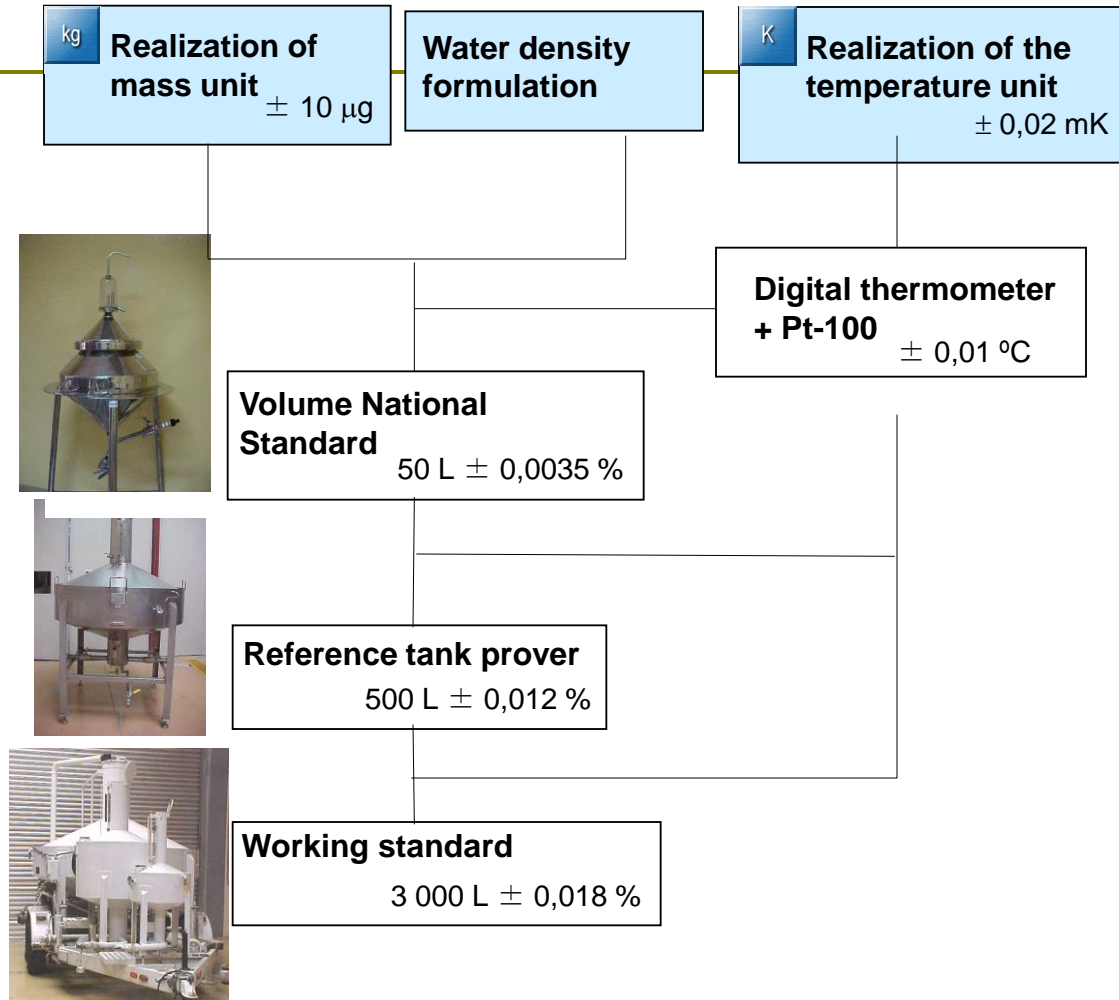 kg
Realization of
mass unit
± 10 μg
Water density
formulation
K
Realization of the
temperature unit
± 0,02 mK
Digital thermometer
+ Pt-100
± 0,01 ºC
Volume National
Standard
50 L ± 0,0035 %
Reference tank prover
500 L ± 0,012 %
Working standard
3 000 L ± 0,018 %